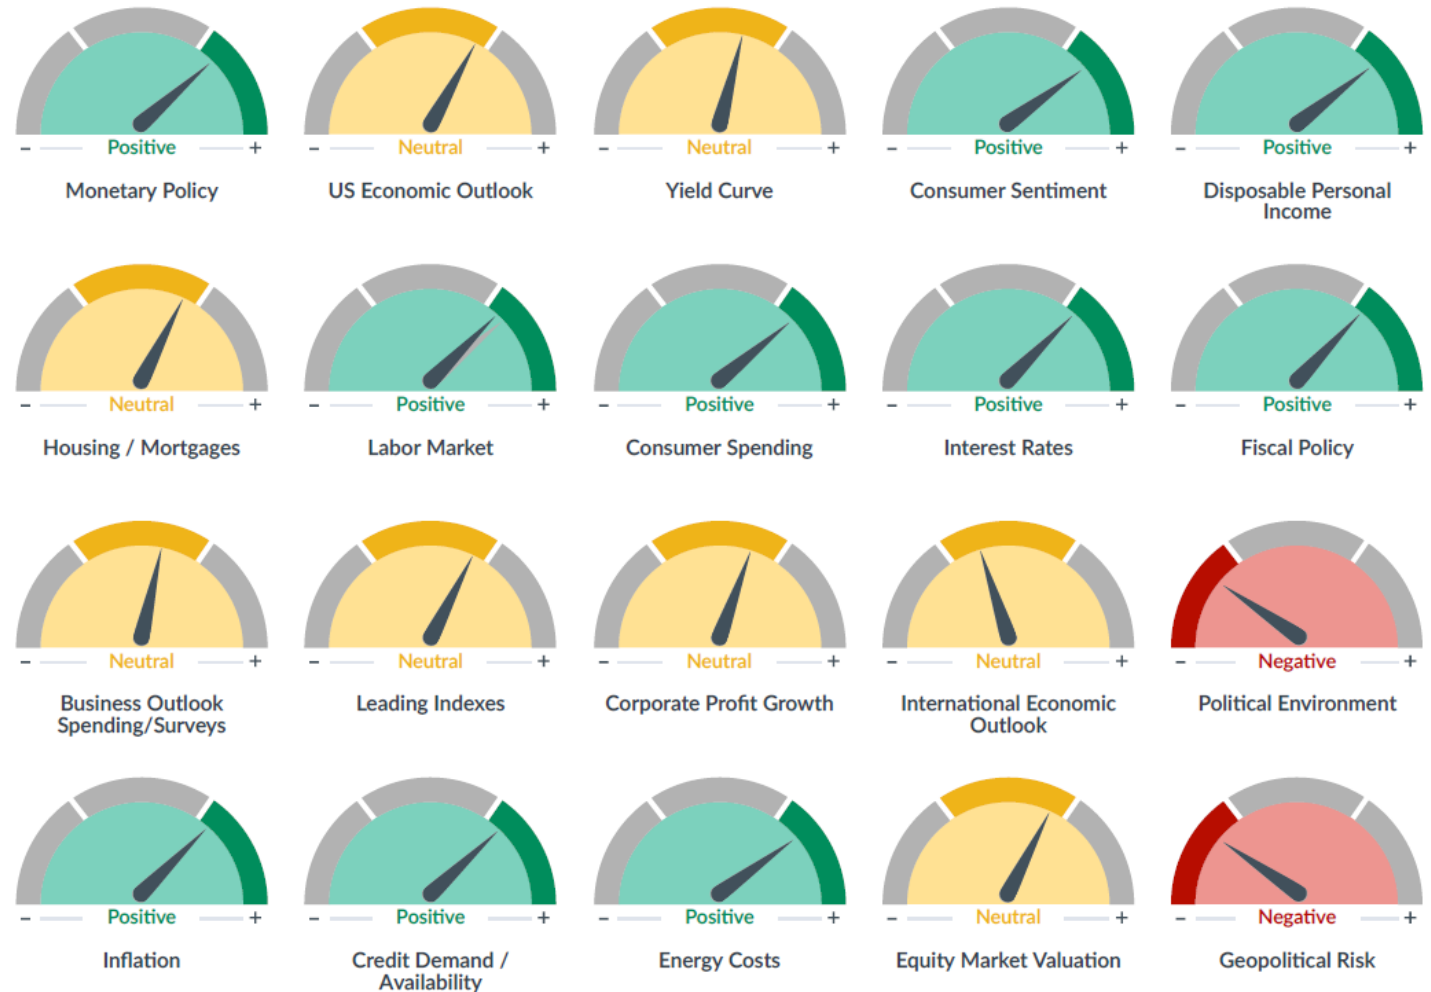 - Positive +
- Neutral +
- Neutral +
- Positive +
- Positive +
Monetary Policy
US Economic Outlook
Yield Curve
Consumer Sentiment
Disposable Personal
Income
- Neutral +
- Positive +
- Positive +
- Positive +
- Positive +
Housing / Mortgages
Labor Market
Consumer Spending
Interest Rates
Fiscal Policy
- Neutral +
- Neutral +
- Neutral +
- Neutral +
- Negative +
Business Outlook
Spending/Surveys
Leading Indexes
Corporate Profit Growth
International Economic
Outlook
Political Environment
- Positive +
- Positive +
- Positive +
- Neutral +
- Negative +
Inflation
Credit Demand /
Availability
Energy Costs
Equity Market Valuation
Geopolitical Risk